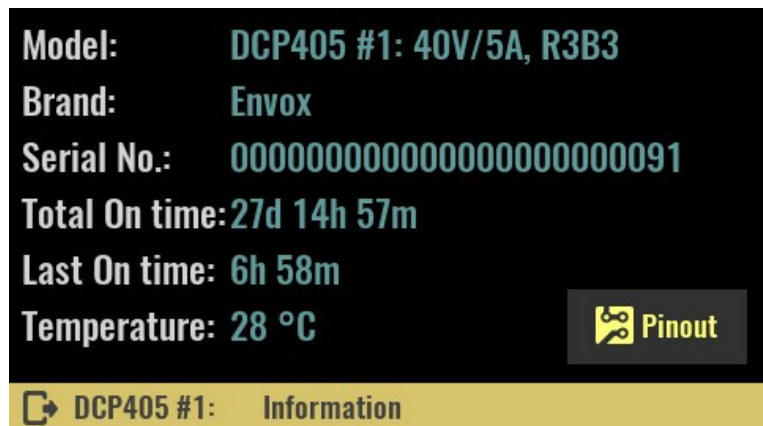 Model: DCP405 #1: 40V/5A, R3B3
Brand: Envox
Serial No.: 000000000000000000000091
Total On time: 27d 14h 57m
Last On time: 6h 58m
Temperature: 28 °C
Pinout
DCP405 #1: Information